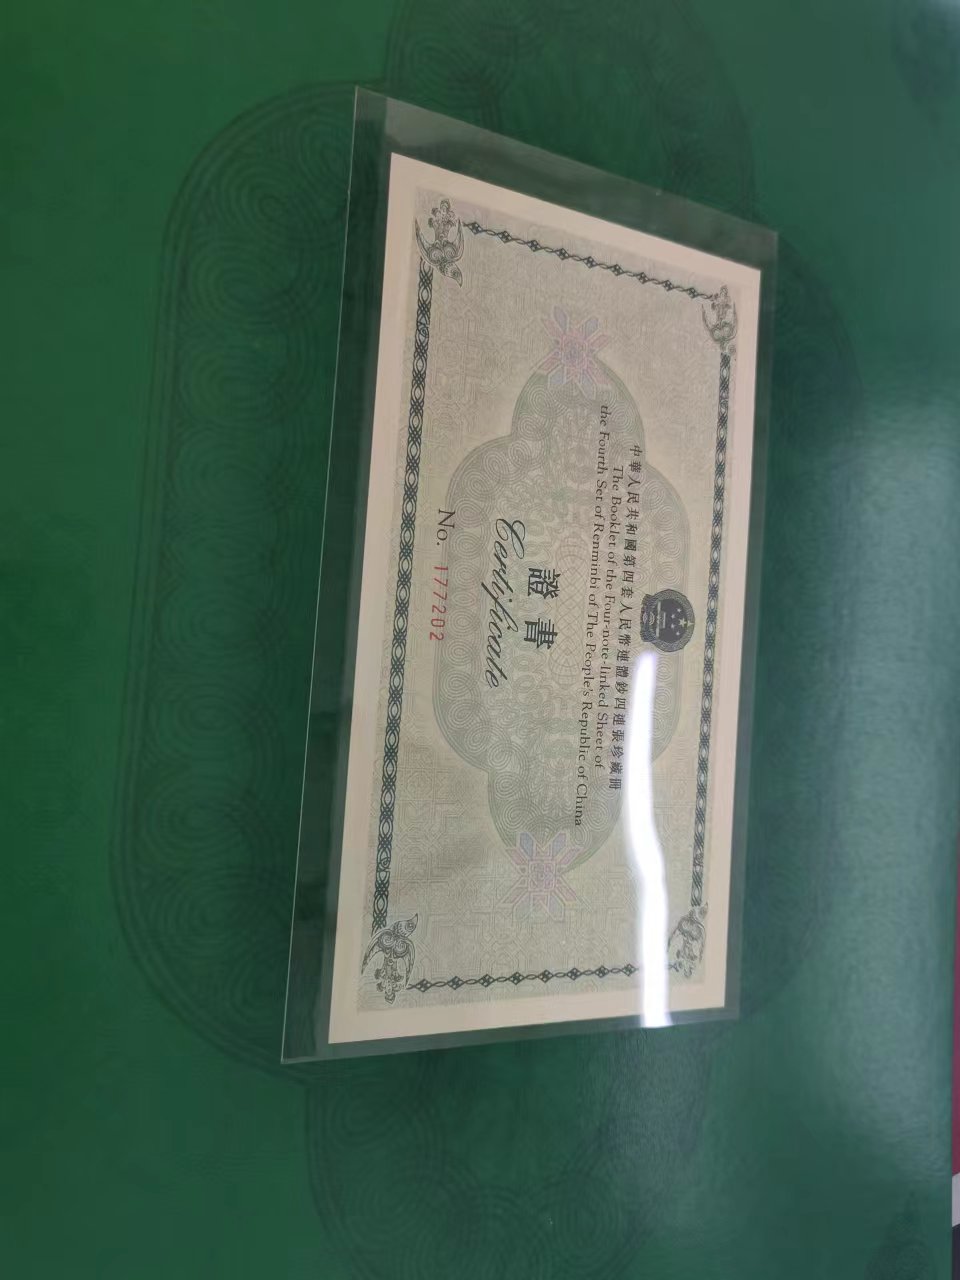 中華人民共和國第四套人民幣連體鈔四連張珍藏冊
The Booklet of the Four-note-linked Sheet of
the Fourth Set of Renminbi of The People's Republic of China
證書
Certificate
No. 177202